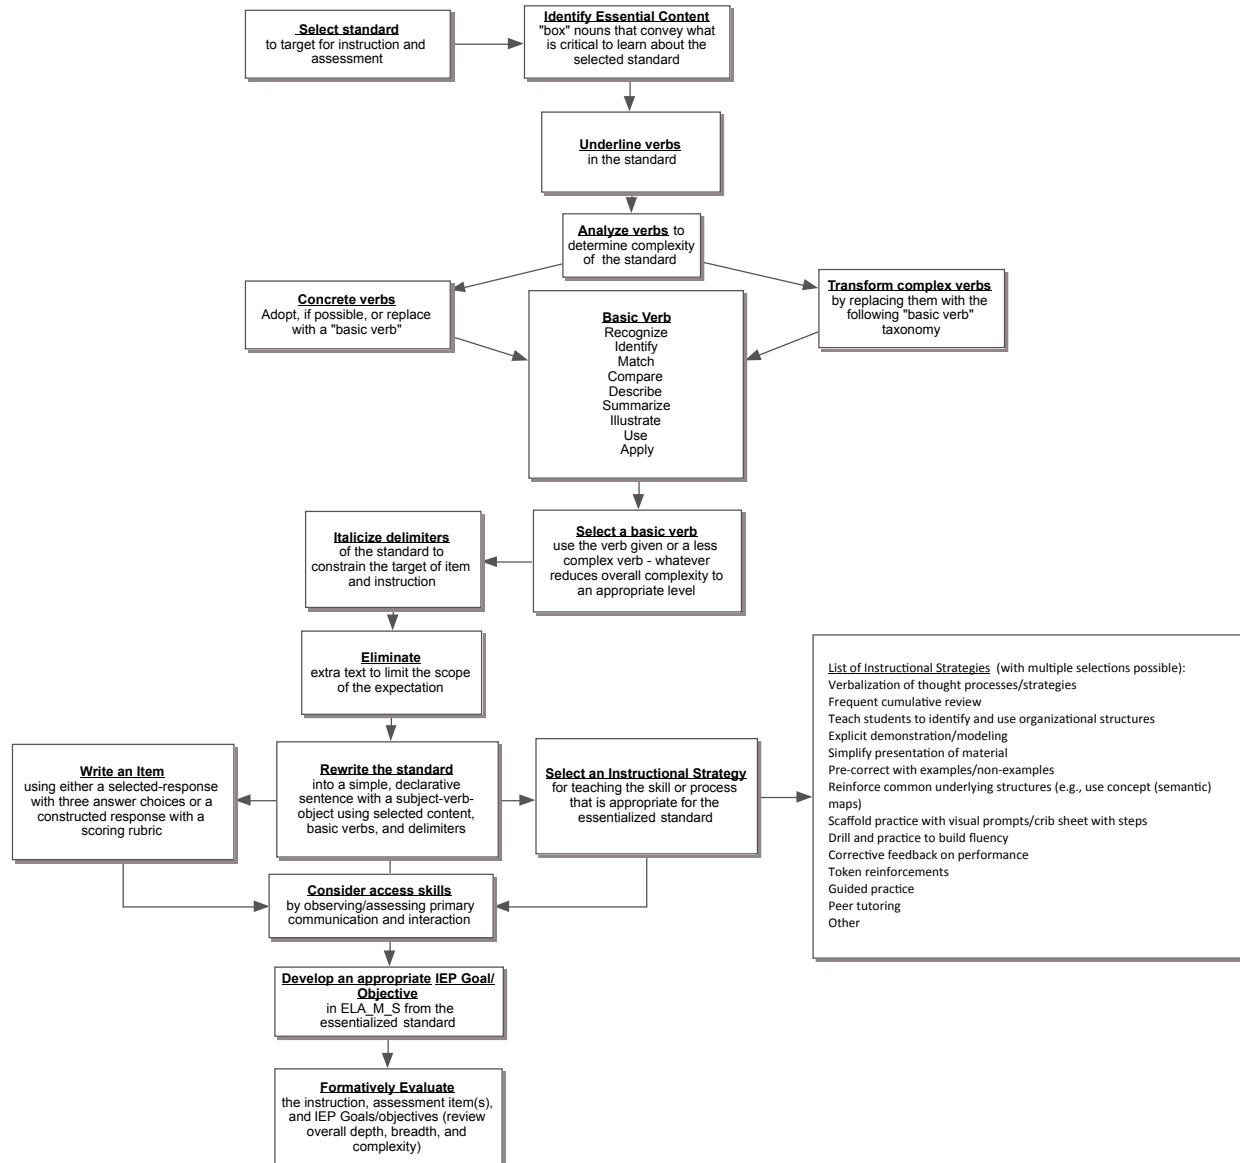 Select standard
to target for instruction and
assessment
Identify Essential Content
"box" nouns that convey what
is critical to learn about the
selected standard
Underline verbs
in the standard
Analyze verbs to
determine complexity
of the standard
Concrete verbs
Adopt, if possible, or replace
with a "basic verb"
Basic Verb
Recognize
Identify
Match
Compare
Describe
Summarize
Illustrate
Use
Apply
Transform complex verbs
by replacing them with the
following "basic verb"
taxonomy
Select a basic verb
use the verb given or a less
complex verb - whatever
reduces overall complexity to
an appropriate level
Italicize delimiters
of the standard to
constrain the target of item
and instruction
Eliminate
extra text to limit the scope
of the expectation
Rewrite the standard
into a simple, declarative
sentence with a subject-verb-
object using selected content,
basic verbs, and delimiters
Write an Item
using either a selected-response
with three answer choices or a
constructed response with a
scoring rubric
Select an Instructional Strategy
for teaching the skill or process
that is appropriate for the
essentialized standard
List of Instructional Strategies (with multiple selections possible):
Verbalization of thought processes/strategies
Frequent cumulative review
Teach students to identify and use organizational structures
Explicit demonstration/modeling
Simplify presentation of material
Pre-correct with examples/non-examples
Reinforce common underlying structures (e.g., use concept (semantic)
maps)
Scaffold practice with visual prompts/crib sheet with steps
Drill and practice to build fluency
Corrective feedback on performance
Token reinforcements
Guided practice
Peer tutoring
Other
Consider access skills
by observing/assessing primary
communication and interaction
Develop an appropriate IEP Goal/
Objective
in ELA_M_S from the
essentialized standard
Formatively Evaluate
the instruction, assessment item(s),
and IEP Goals/objectives (review
overall depth, breadth, and
complexity)